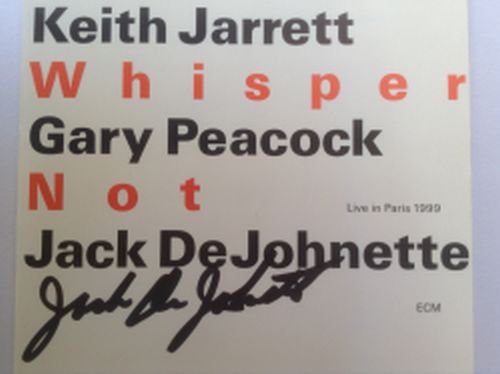 Keith Jarrett
Whisper
Gary Peacock
Not
Live in Paris 1999
Jack DeJohnette
Jack DeJohnette
ECM